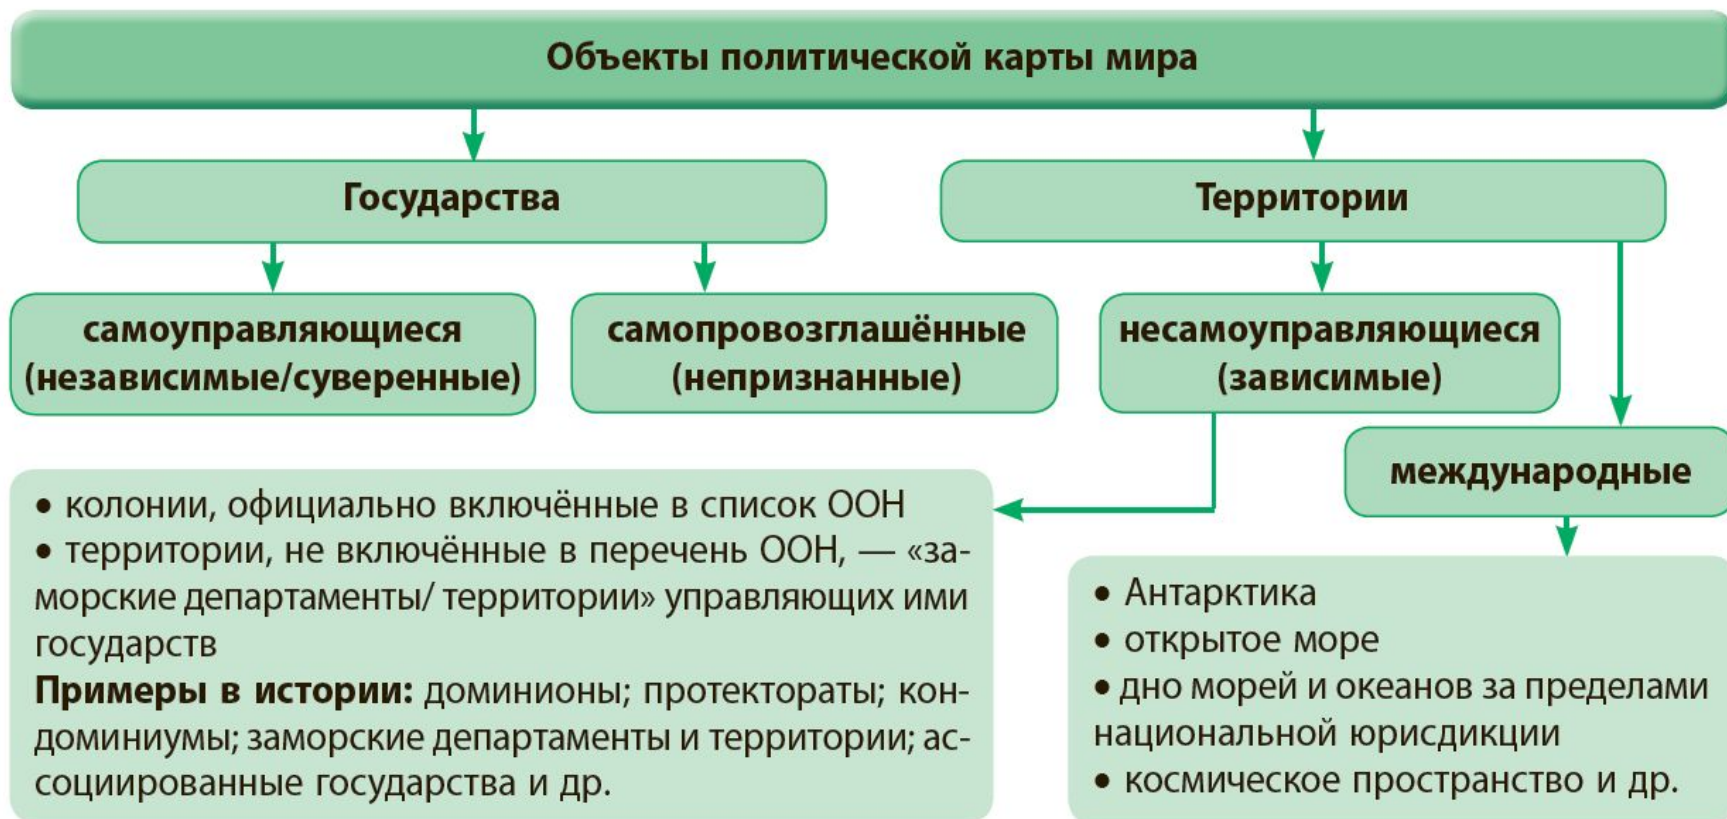 Объекты политической карты мира
Государства
Территории
самоуправляющиеся
(независимые/суверенные)
самопровозглашённые
(непризнанные)
несамоуправляющиеся
(зависимые)
международные
• колонии, официально включённые в список ООН
• территории, не включённые в перечень ООН, — «за-
морские департаменты/ территории» управляющих ими
государств
Примеры в истории: доминионы; протектораты; кон-
доминиумы; заморские департаменты и территории; ас-
социированные государства и др.
• Антарктика
• открытое море
• дно морей и океанов за пределами
национальной юрисдикции
• космическое пространство и др.